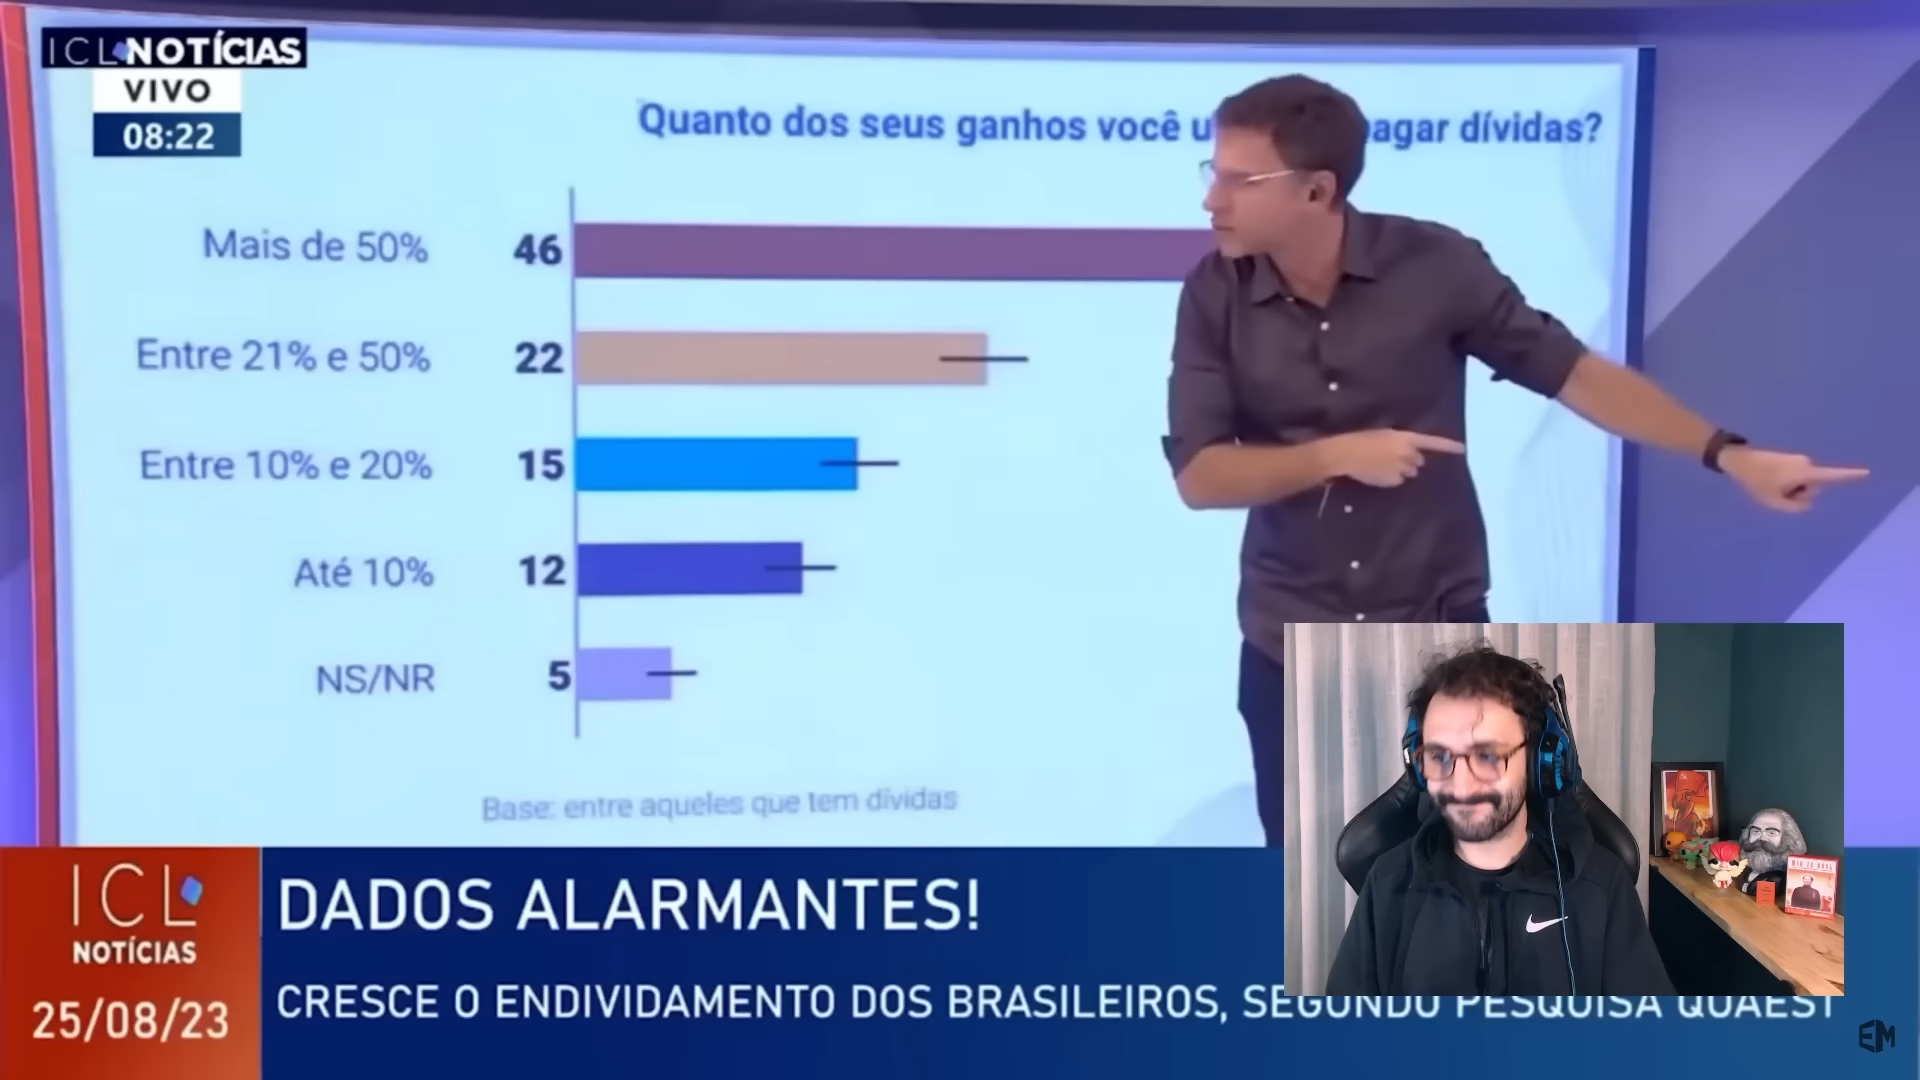 ICL NOTÍCIAS
VIVO
08:22
Quanto dos seus ganhos você u agar dívidas?
Mais de 50% 46
Entre 21% e 50% 22
Entre 10% e 20% 15
Até 10% 12
NS/NR 5
Base: entre aqueles que tem dívidas
ICL
NOTÍCIAS
25/08/23
DADOS ALARMANTES!
CRESCE O ENDIVIDAMENTO DOS BRASILEIROS, SEGUNDO PESQUISA QUAEST
EM